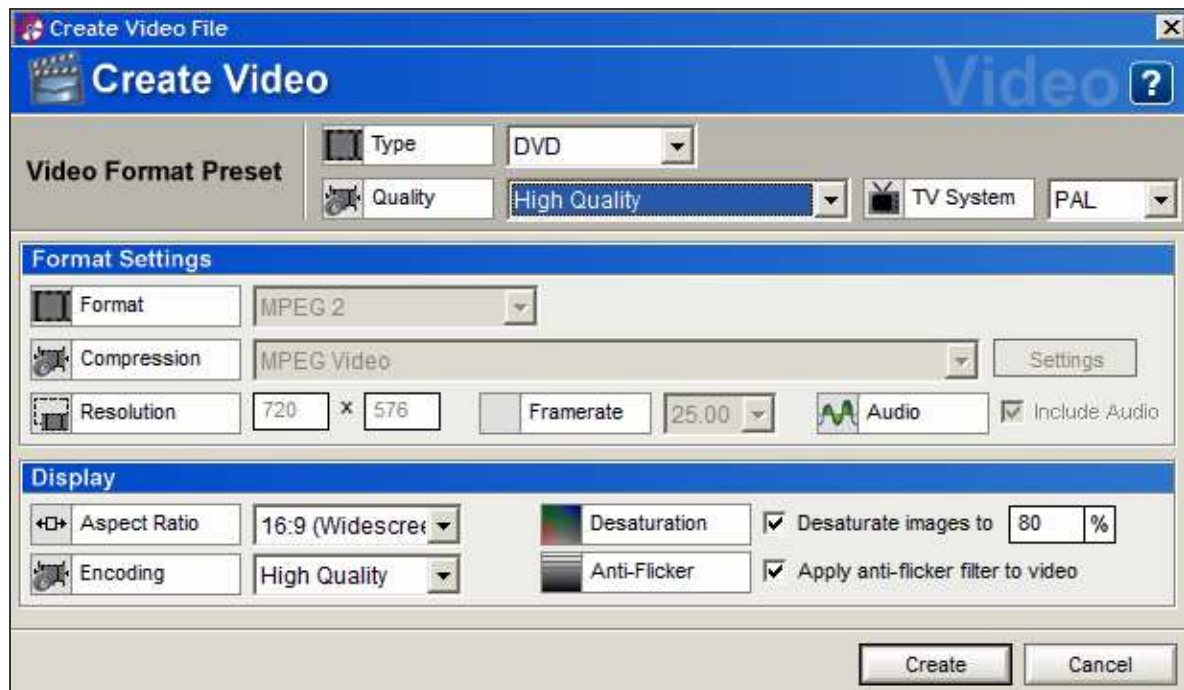 Create Video File
Create Video
Video
?
Video Format Preset
Type
DVD
Quality
High Quality
TV System
PAL
Format Settings
Format
MPEG 2
Compression
MPEG Video
Settings
Resolution
720 x 576
Framerate
25.00
Audio
Include Audio
Display
Aspect Ratio
16:9 (Widescree
Desaturation
Desaturate images to 80 %
Encoding
High Quality
Anti-Flicker
Apply anti-flicker filter to video
Create
Cancel